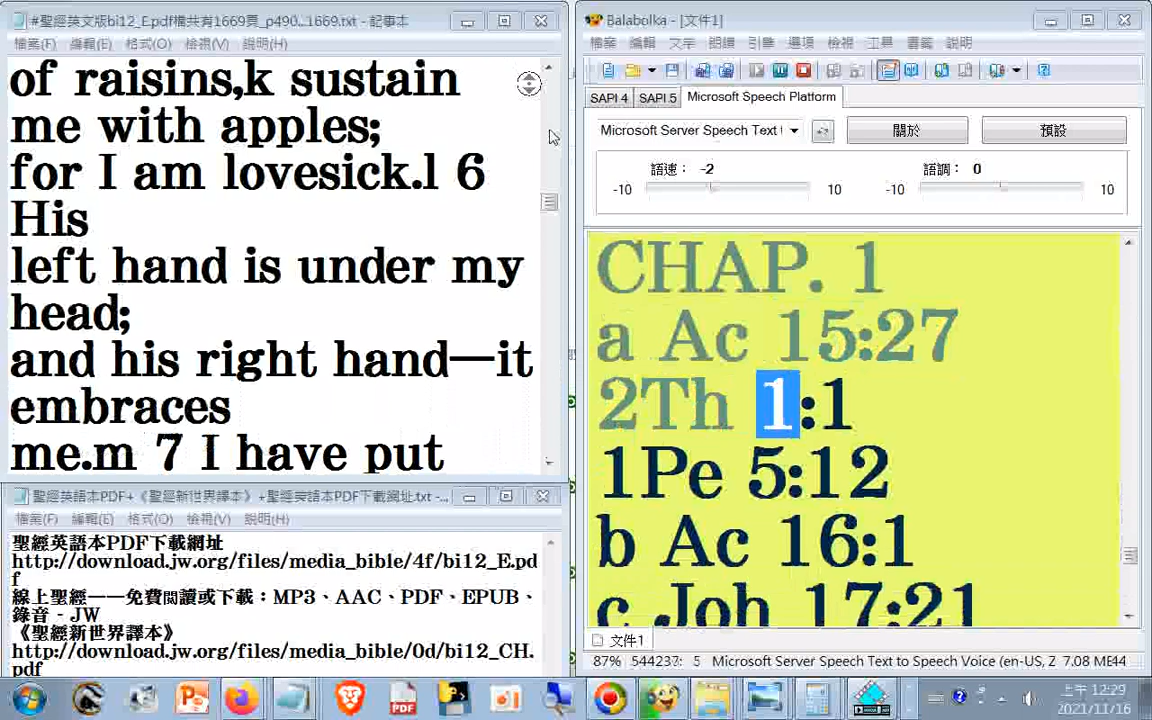 #聖經英文版bi12_E.pdf檔共有1669頁_p490...1669.txt - 記事本
檔案(F) 編輯(E) 格式(O) 檢視(V) 說明(H)
of raisins,k sustain
me with apples;
for I am lovesick.l 6
His
left hand is under my
head;
and his right hand—it
embraces
me.m 7 I have put
聖經英語本PDF+《聖經新世界譯本》+聖經英語本PDF下載網址.txt -...
檔案(F) 編輯(E) 格式(O) 檢視(V) 說明(H)
聖經英語本PDF下載網址
http://download.jw.org/files/media_bible/4f/bi12_E.pd
f
線上聖經——免費閱讀或下載：MP3、AAC、PDF、EPUB、
錄音 - JW
《聖經新世界譯本》
http://download.jw.org/files/media_bible/0d/bi12_CH.
pdf
Balabolka - [文件1]
檔案 編輯 文字 朗讀 引擎 選項 檢視 工具 書籤 說明
SAPI 4 SAPI 5 Microsoft Speech Platform
Microsoft Server Speech Text 關於 預設
語速： -2 語調： 0
-10 10 -10 10
CHAP. 1
a Ac 15:27
2Th 1:1
1Pe 5:12
b Ac 16:1
c Joh 17:21
文件1
87% 544237: 5 Microsoft Server Speech Text to Speech Voice (en-US, Z 7.08 ME44
上午 12:29
2021/11/16